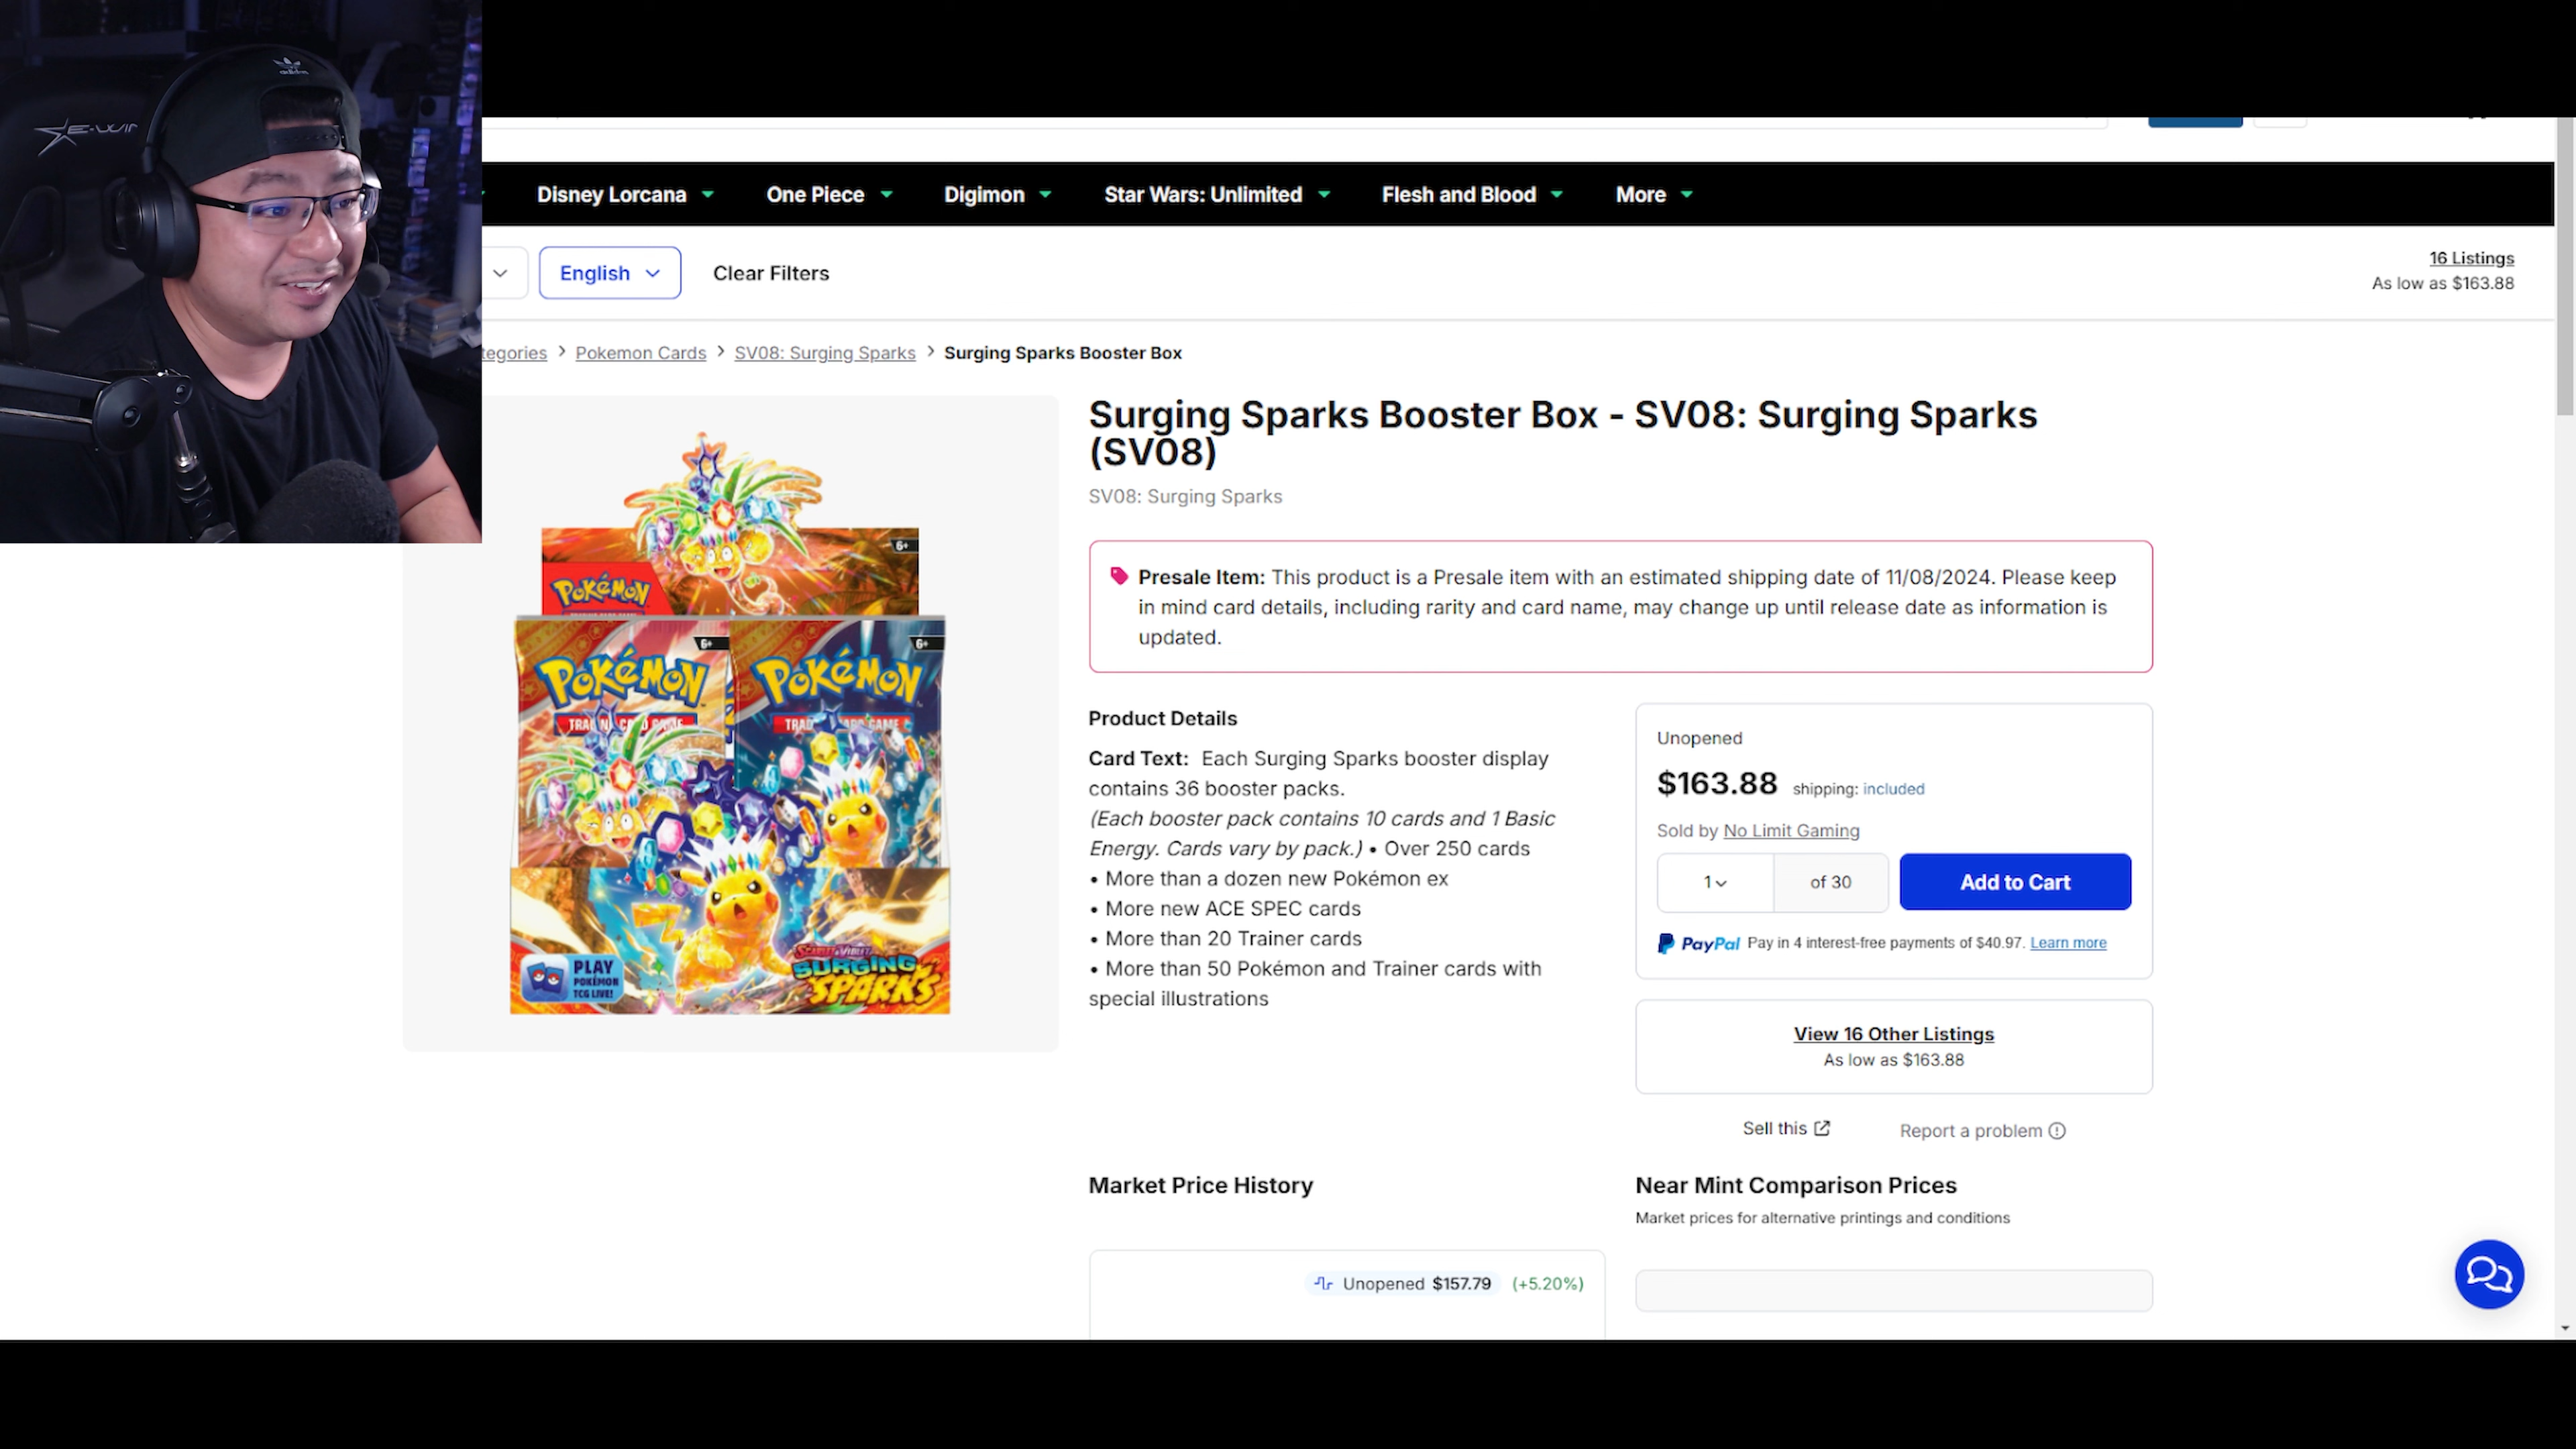 adidas
E-WIN
Disney Lorcana
One Piece
Digimon
Star Wars: Unlimited
Flesh and Blood
More
English
Clear Filters
16 Listings
As low as $163.88
tegories
Pokemon Cards
SV08: Surging Sparks
Surging Sparks Booster Box
Surging Sparks Booster Box - SV08: Surging Sparks
(SV08)
SV08: Surging Sparks
Presale Item: This product is a Presale item with an estimated shipping date of 11/08/2024. Please keep
in mind card details, including rarity and card name, may change up until release date as information is
updated.
6+
POKéMON
6+
6+
POKéMON
POKéMON
PLAY
POKÉMON
TCG LIVE!
SCARLET & VIOLET
SURGING
SPARKS
Product Details
Card Text: Each Surging Sparks booster display
contains 36 booster packs.
(Each booster pack contains 10 cards and 1 Basic
Energy. Cards vary by pack.) • Over 250 cards
• More than a dozen new Pokémon ex
• More new ACE SPEC cards
• More than 20 Trainer cards
• More than 50 Pokémon and Trainer cards with
special illustrations
Unopened
$163.88 shipping: included
Sold by No Limit Gaming
1
of 30
Add to Cart
PayPal Pay in 4 interest-free payments of $40.97. Learn more
View 16 Other Listings
As low as $163.88
Sell this
Report a problem
Market Price History
Unopened $157.79 (+5.20%)
Near Mint Comparison Prices
Market prices for alternative printings and conditions